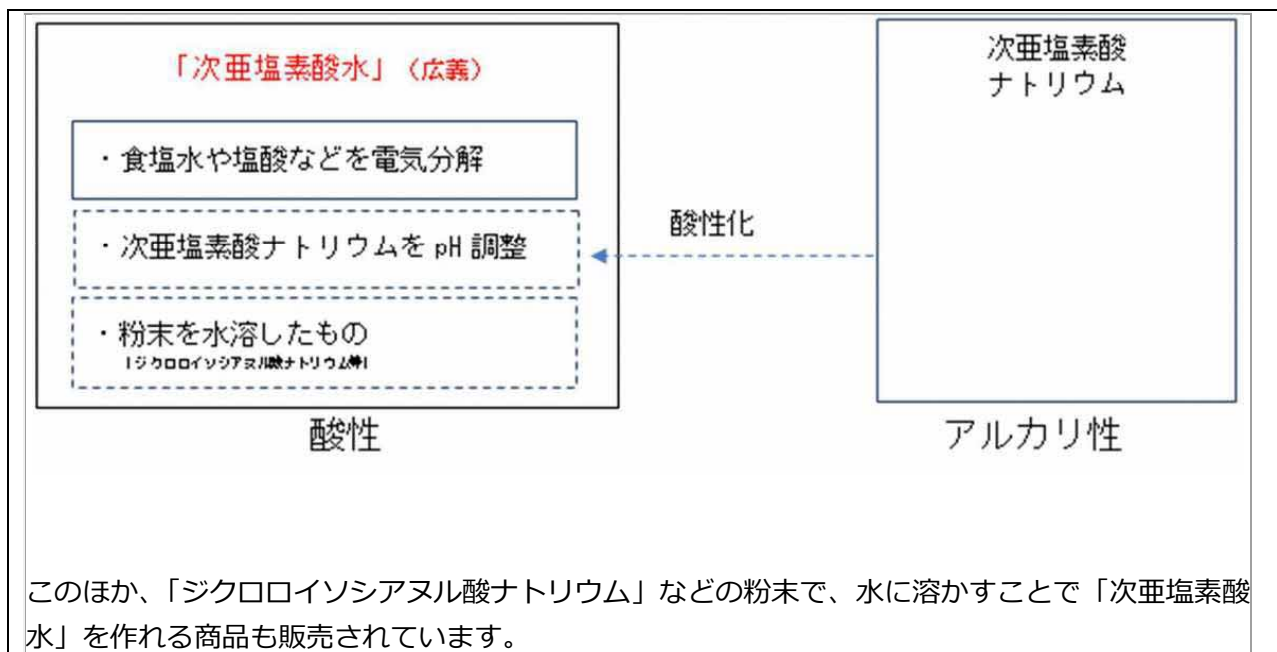 「次亜塩素酸水」（広義）
・食塩水や塩酸などを電気分解
・次亜塩素酸ナトリウムを pH 調整
・粉末を水溶したもの
(ジクロロイソシアヌル酸ナトリウム等)
酸性
酸性化
次亜塩素酸
ナトリウム
アルカリ性
このほか、「ジクロロイソシアヌル酸ナトリウム」などの粉末で、水に溶かすことで「次亜塩素酸
水」を作れる商品も販売されています。